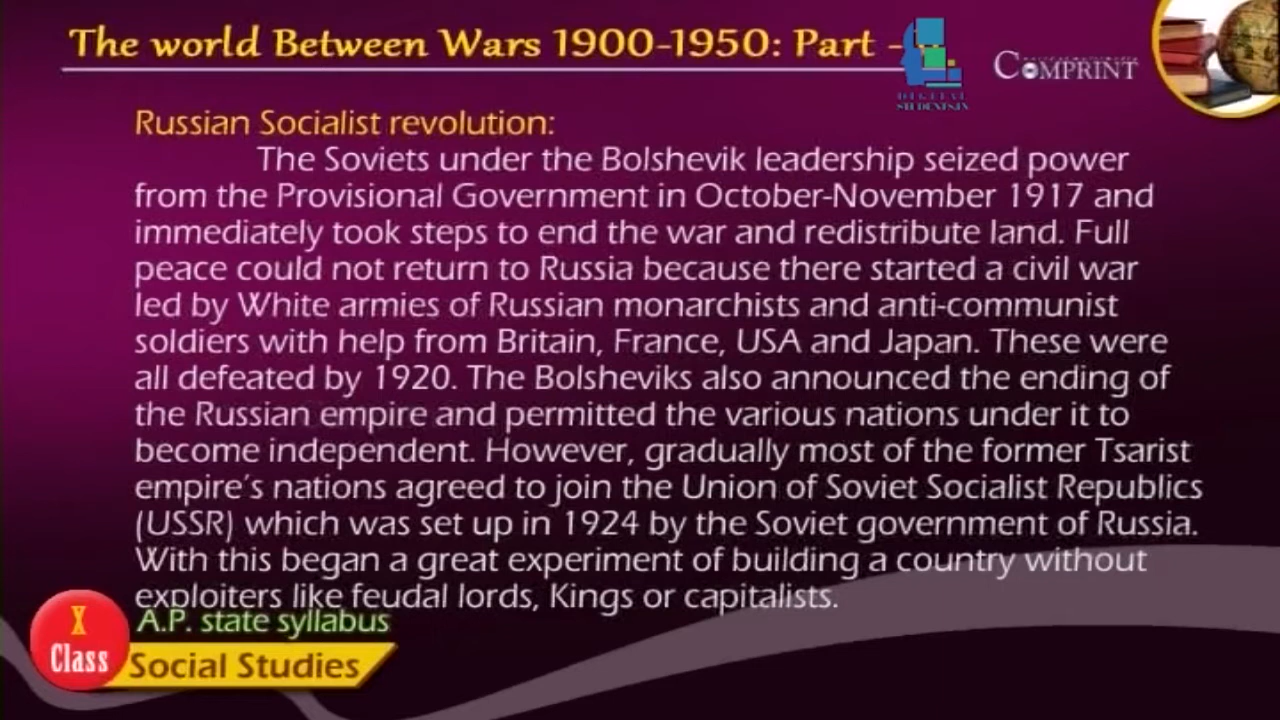 The world Between Wars 1900-1950: Part -
COMPRINT
STUDENTS.IN
Russian Socialist revolution:
The Soviets under the Bolshevik leadership seized power
from the Provisional Government in October-November 1917 and
immediately took steps to end the war and redistribute land. Full
peace could not return to Russia because there started a civil war
led by White armies of Russian monarchists and anti-communist
soldiers with help from Britain, France, USA and Japan. These were
all defeated by 1920. The Bolsheviks also announced the ending of
the Russian empire and permitted the various nations under it to
become independent. However, gradually most of the former Tsarist
empire's nations agreed to join the Union of Soviet Socialist Republics
(USSR) which was set up in 1924 by the Soviet government of Russia.
With this began a great experiment of building a country without
exploiters like feudal lords, Kings or capitalists.
X
Class
A.P. state syllabus
Social Studies